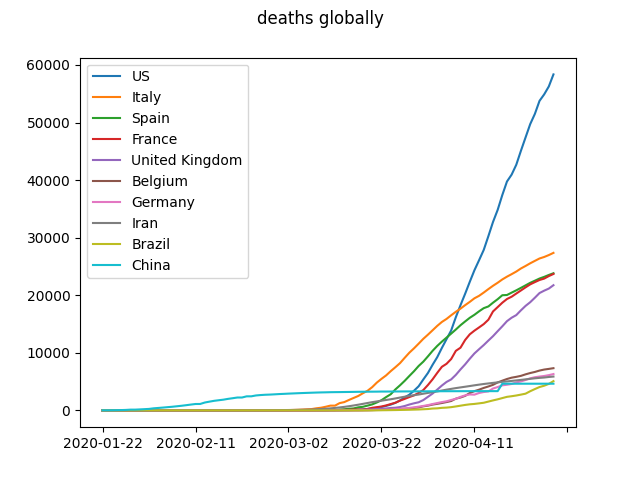 deaths globally
60000
50000
40000
30000
20000
10000
0
US
Italy
Spain
France
United Kingdom
Belgium
Germany
Iran
Brazil
China
2020-01-22 2020-02-11 2020-03-02 2020-03-22 2020-04-11